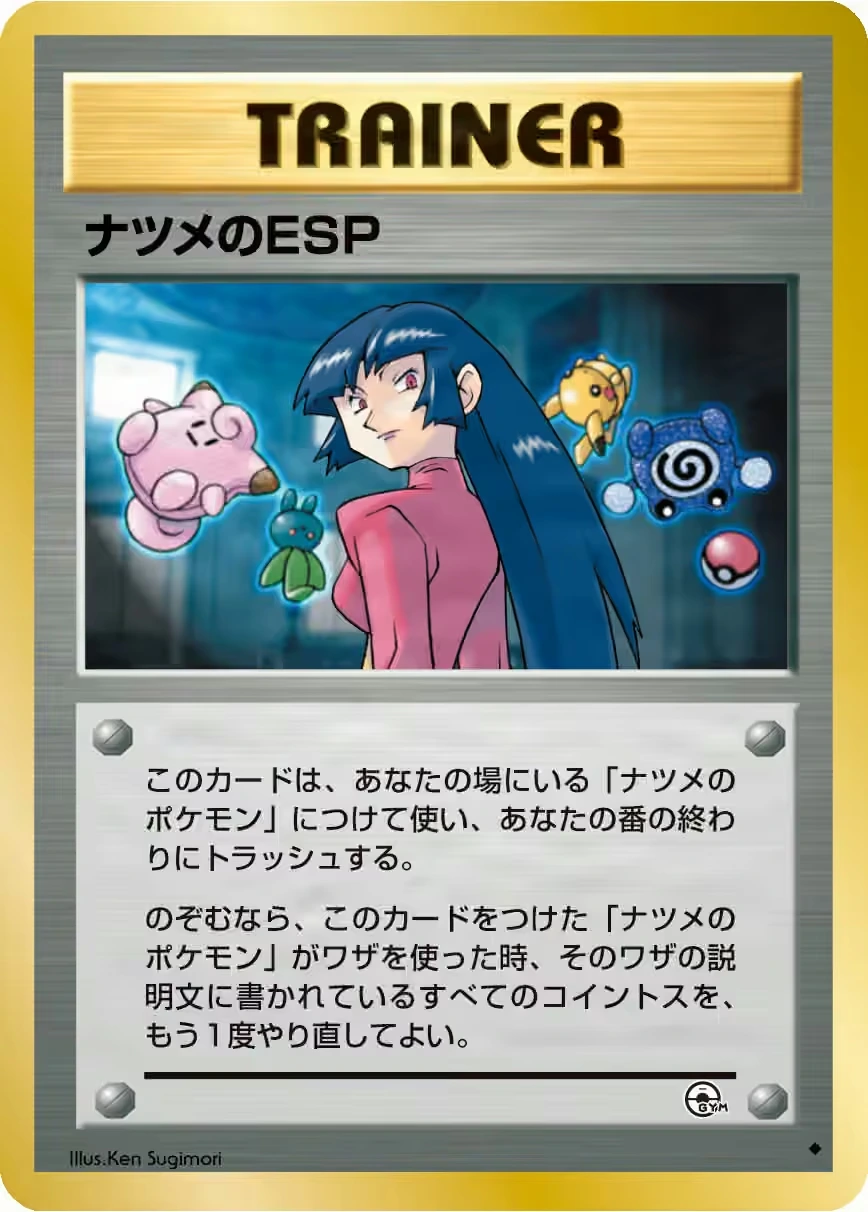 TRAINER
ナツメのESP
このカードは、あなたの場にいる「ナツメの
ポケモン」につけて使い、あなたの番の終わ
りにトラッシュする。
のぞむなら、このカードをつけた「ナツメの
ポケモン」がワザを使った時、そのワザの説
明文に書かれているすべてのコイントスを、
もう1度やり直してよい。
GYM
Illus.Ken Sugimori